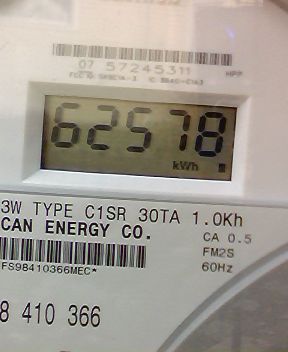 07 57245311 HPP
62578
kWh
3W TYPE C1SR 30TA 1.0Kh
CAN ENERGY CO.
CA 0.5
FM2S
60Hz
FS98410366MEC*
8 410 366